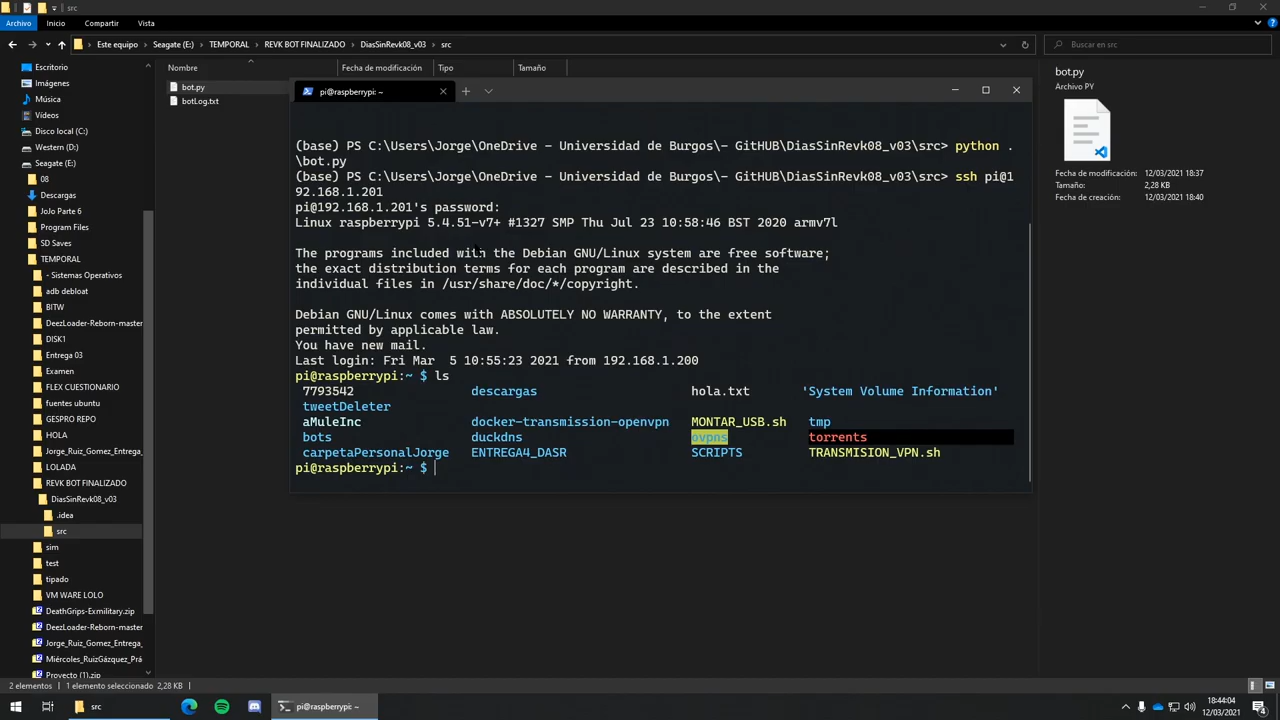 src
Archivo Inicio Compartir Vista
Este equipo Seagate (E:) TEMPORAL REVK BOT FINALIZADO DiasSinRevk08_v03 src
Buscar en src
Nombre Fecha de modificación Tipo Tamaño
bot.py
botLog.txt
Escritorio
Imágenes
Música
Vídeos
Disco local (C:)
Western (D:)
Seagate (E:)
08
Descargas
JoJo Parte 6
Program Files
SD Saves
TEMPORAL
- Sistemas Operativos
adb debloat
BITW
DeezLoader-Reborn-master
DISK1
Entrega 03
Examen
FLEX CUESTIONARIO
fuentes ubuntu
GESPRO REPO
HOLA
Jorge_Ruiz_Gomez_Entrega_
LOLADA
REVK BOT FINALIZADO
DiasSinRevk08_v03
.idea
src
sim
test
tipado
VM WARE LOLO
DeathGrips-Exmilitary.zip
DeezLoader-Reborn-master
Jorge_Ruiz_Gomez_Entrega_
Miércoles_RuizGázquez_Prá
Proyecto (1).zip
pi@raspberrypi: ~
(base) PS C:\Users\Jorge\OneDrive - Universidad de Burgos\- GitHUB\DiasSinRevk08_v03\src> python .
\bot.py
(base) PS C:\Users\Jorge\OneDrive - Universidad de Burgos\- GitHUB\DiasSinRevk08_v03\src> ssh pi@1
92.168.1.201
pi@192.168.1.201's password:
Linux raspberrypi 5.4.51-v7+ #1327 SMP Thu Jul 23 10:58:46 BST 2020 armv7l
The programs included with the Debian GNU/Linux system are free software;
the exact distribution terms for each program are described in the
individual files in /usr/share/doc/*/copyright.
Debian GNU/Linux comes with ABSOLUTELY NO WARRANTY, to the extent
permitted by applicable law.
You have new mail.
Last login: Fri Mar  5 10:55:23 2021 from 192.168.1.200
pi@raspberrypi:~ $ ls
7793542 descargas hola.txt 'System Volume Information'
tweetDeleter
aMuleInc docker-transmission-openvpn MONTAR_USB.sh tmp
bots duckdns ovpns torrents
carpetaPersonalJorge ENTREGA4_DASR SCRIPTS TRANSMISION_VPN.sh
pi@raspberrypi:~ $
bot.py
Archivo PY
Fecha de modificación: 12/03/2021 18:37
Tamaño: 2,28 KB
Fecha de creación: 12/03/2021 18:40
2 elementos 1 elemento seleccionado 2,28 KB
src
pi@raspberrypi: ~
18:44:04
12/03/2021
4